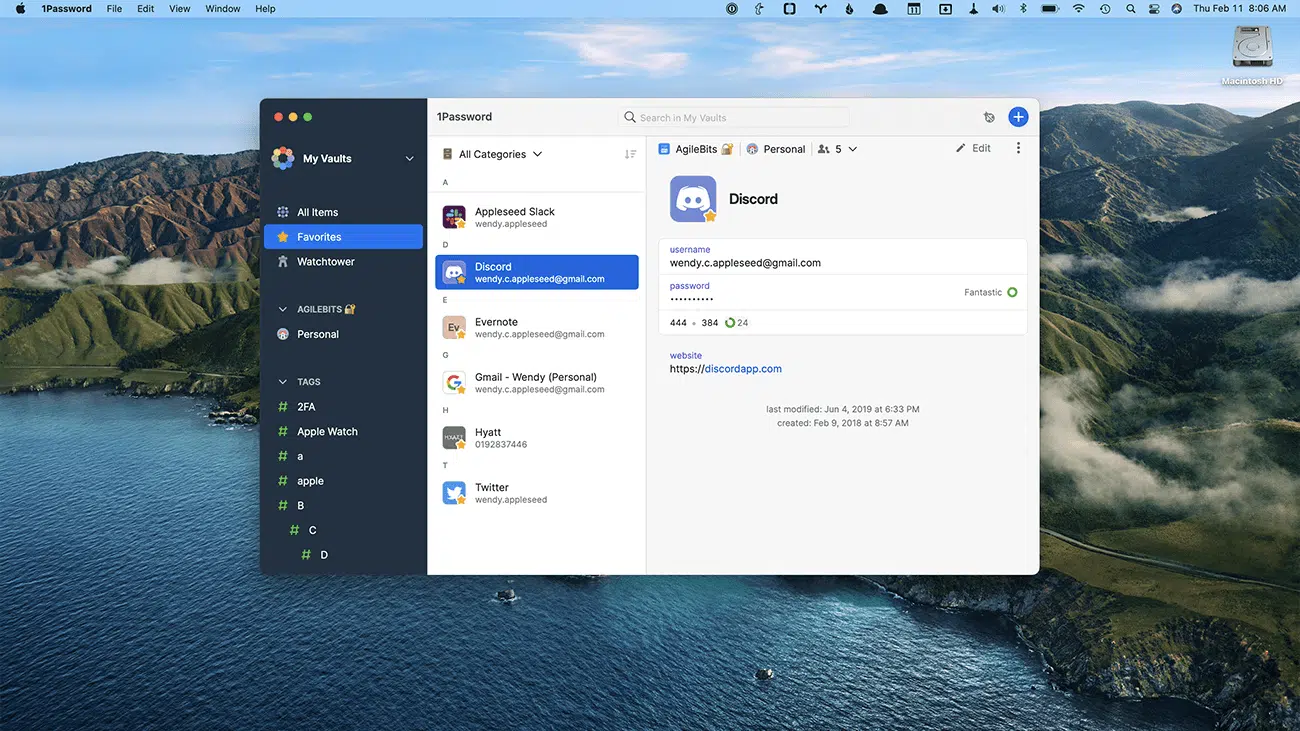 1Password File Edit View Window Help
11
Thu Feb 11 8:06 AM
Macintosh HD
My Vaults
All Items
Favorites
Watchtower
AGILEBITS
Personal
TAGS
2FA
Apple Watch
a
apple
B
C
D
1Password
Search in My Vaults
All Categories
A
Appleseed Slack
wendy.appleseed
D
Discord
wendy.c.appleseed@gmail.com
E
Ev
Evernote
wendy.c.appleseed@gmail.com
G
Gmail - Wendy (Personal)
wendy.c.appleseed@gmail.com
H
HYATT
Hyatt
0192837446
T
Twitter
wendy.appleseed
AgileBits Personal 5
Edit
Discord
username
wendy.c.appleseed@gmail.com
password
••••••••••
Fantastic
444 • 384 24
website
https://discordapp.com
last modified: Jun 4, 2019 at 6:33 PM
created: Feb 9, 2018 at 8:57 AM